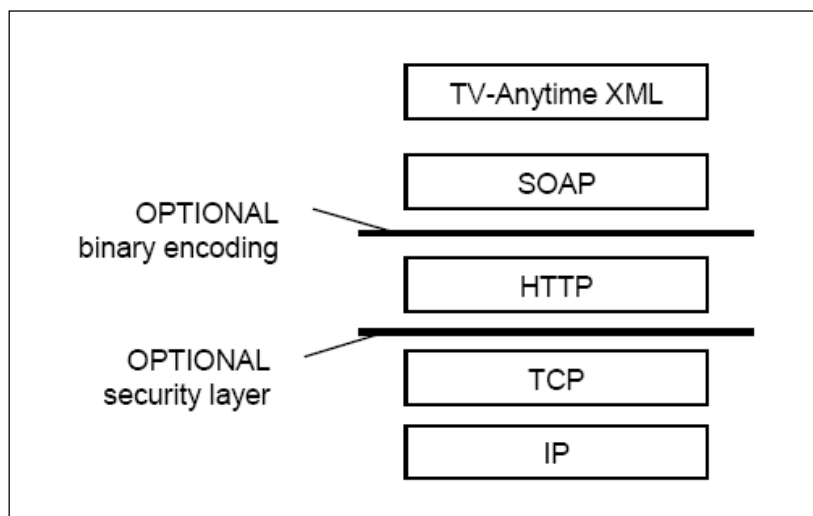 TV-Anytime XML
SOAP
OPTIONAL
binary encoding
HTTP
OPTIONAL
security layer
TCP
IP